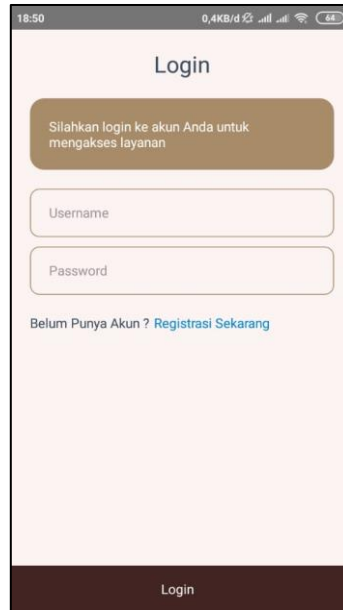 18:50 0,4KB/d 64
Login
Silahkan login ke akun Anda untuk
mengakses layanan
Username
Password
Belum Punya Akun ? Registrasi Sekarang
Login